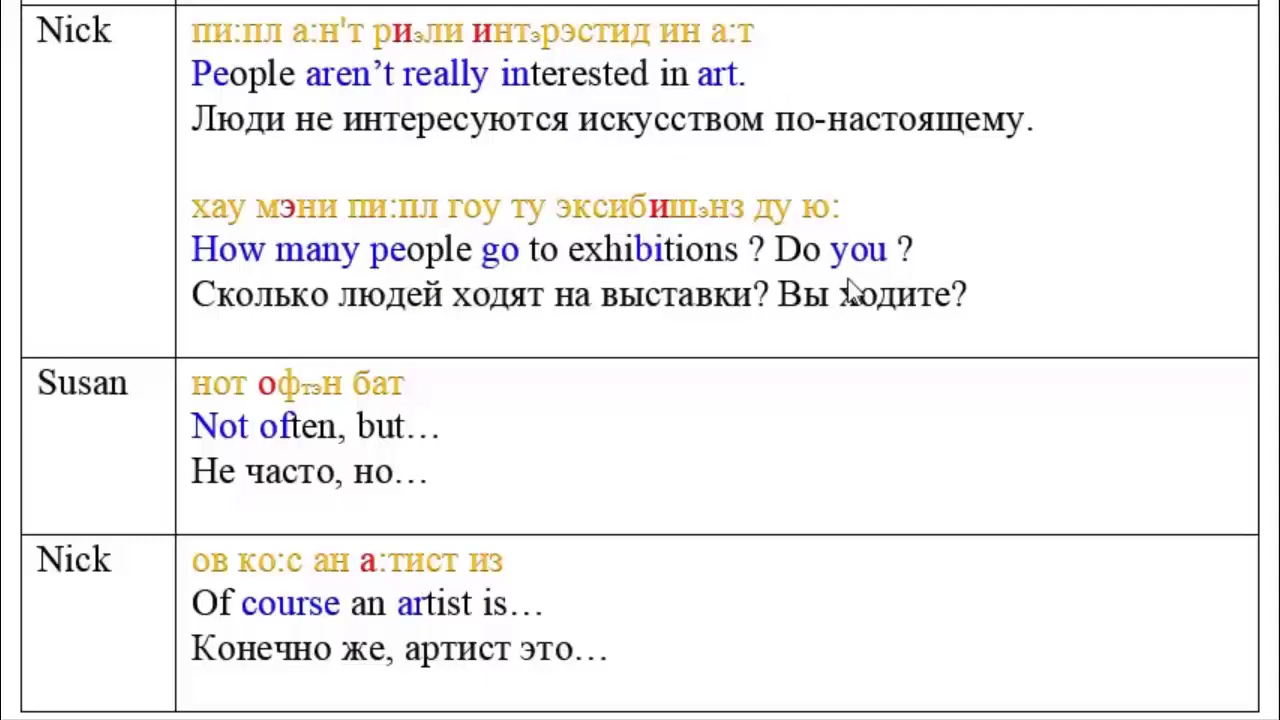 Nick
пи:пл а:н'т риэли интэрэстид ин а:т
People aren’t really interested in art.
Люди не интересуются искусством по-настоящему.
хау мэни пи:пл гоу ту эксибишэнз ду ю:
How many people go to exhibitions ? Do you ?
Сколько людей ходят на выставки? Вы ходите?
Susan
нот офтэн бат
Not often, but…
Не часто, но…
Nick
ов ко:с ан а:тист из
Of course an artist is…
Конечно же, артист это…